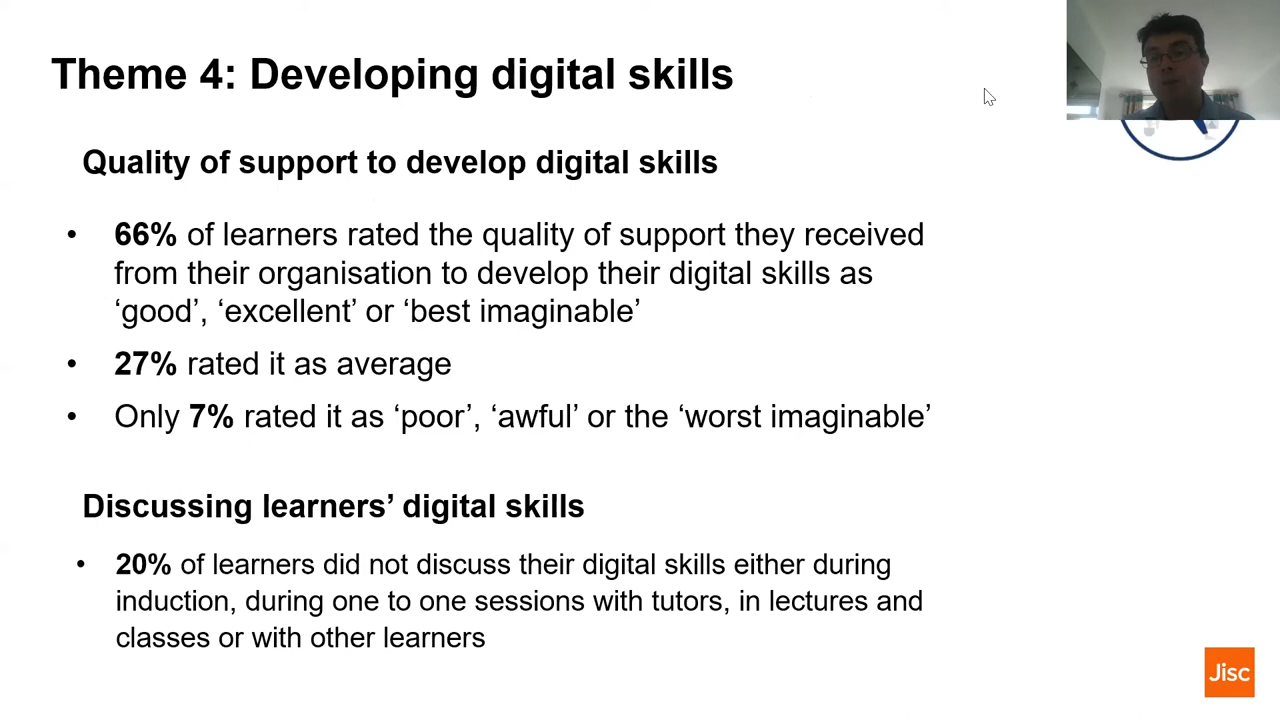 Theme 4: Developing digital skills
Quality of support to develop digital skills
• 66% of learners rated the quality of support they received
from their organisation to develop their digital skills as
‘good’, ‘excellent’ or ‘best imaginable’
• 27% rated it as average
• Only 7% rated it as ‘poor’, ‘awful’ or the ‘worst imaginable’
Discussing learners’ digital skills
• 20% of learners did not discuss their digital skills either during
induction, during one to one sessions with tutors, in lectures and
classes or with other learners
Jisc